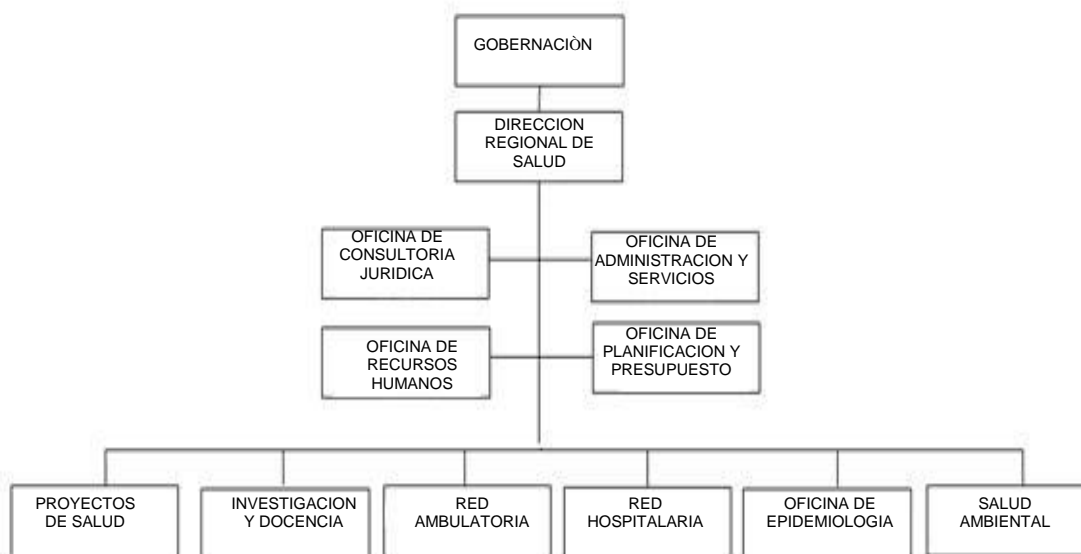 GOBERNACIÒN
DIRECCION
REGIONAL DE
SALUD
OFICINA DE
CONSULTORIA
JURIDICA
OFICINA DE
ADMINISTRACION Y
SERVICIOS
OFICINA DE
RECURSOS
HUMANOS
OFICINA DE
PLANIFICACION Y
PRESUPUESTO
PROYECTOS
DE SALUD
INVESTIGACION
Y DOCENCIA
RED
AMBULATORIA
RED
HOSPITALARIA
OFICINA DE
EPIDEMIOLOGIA
SALUD
AMBIENTAL